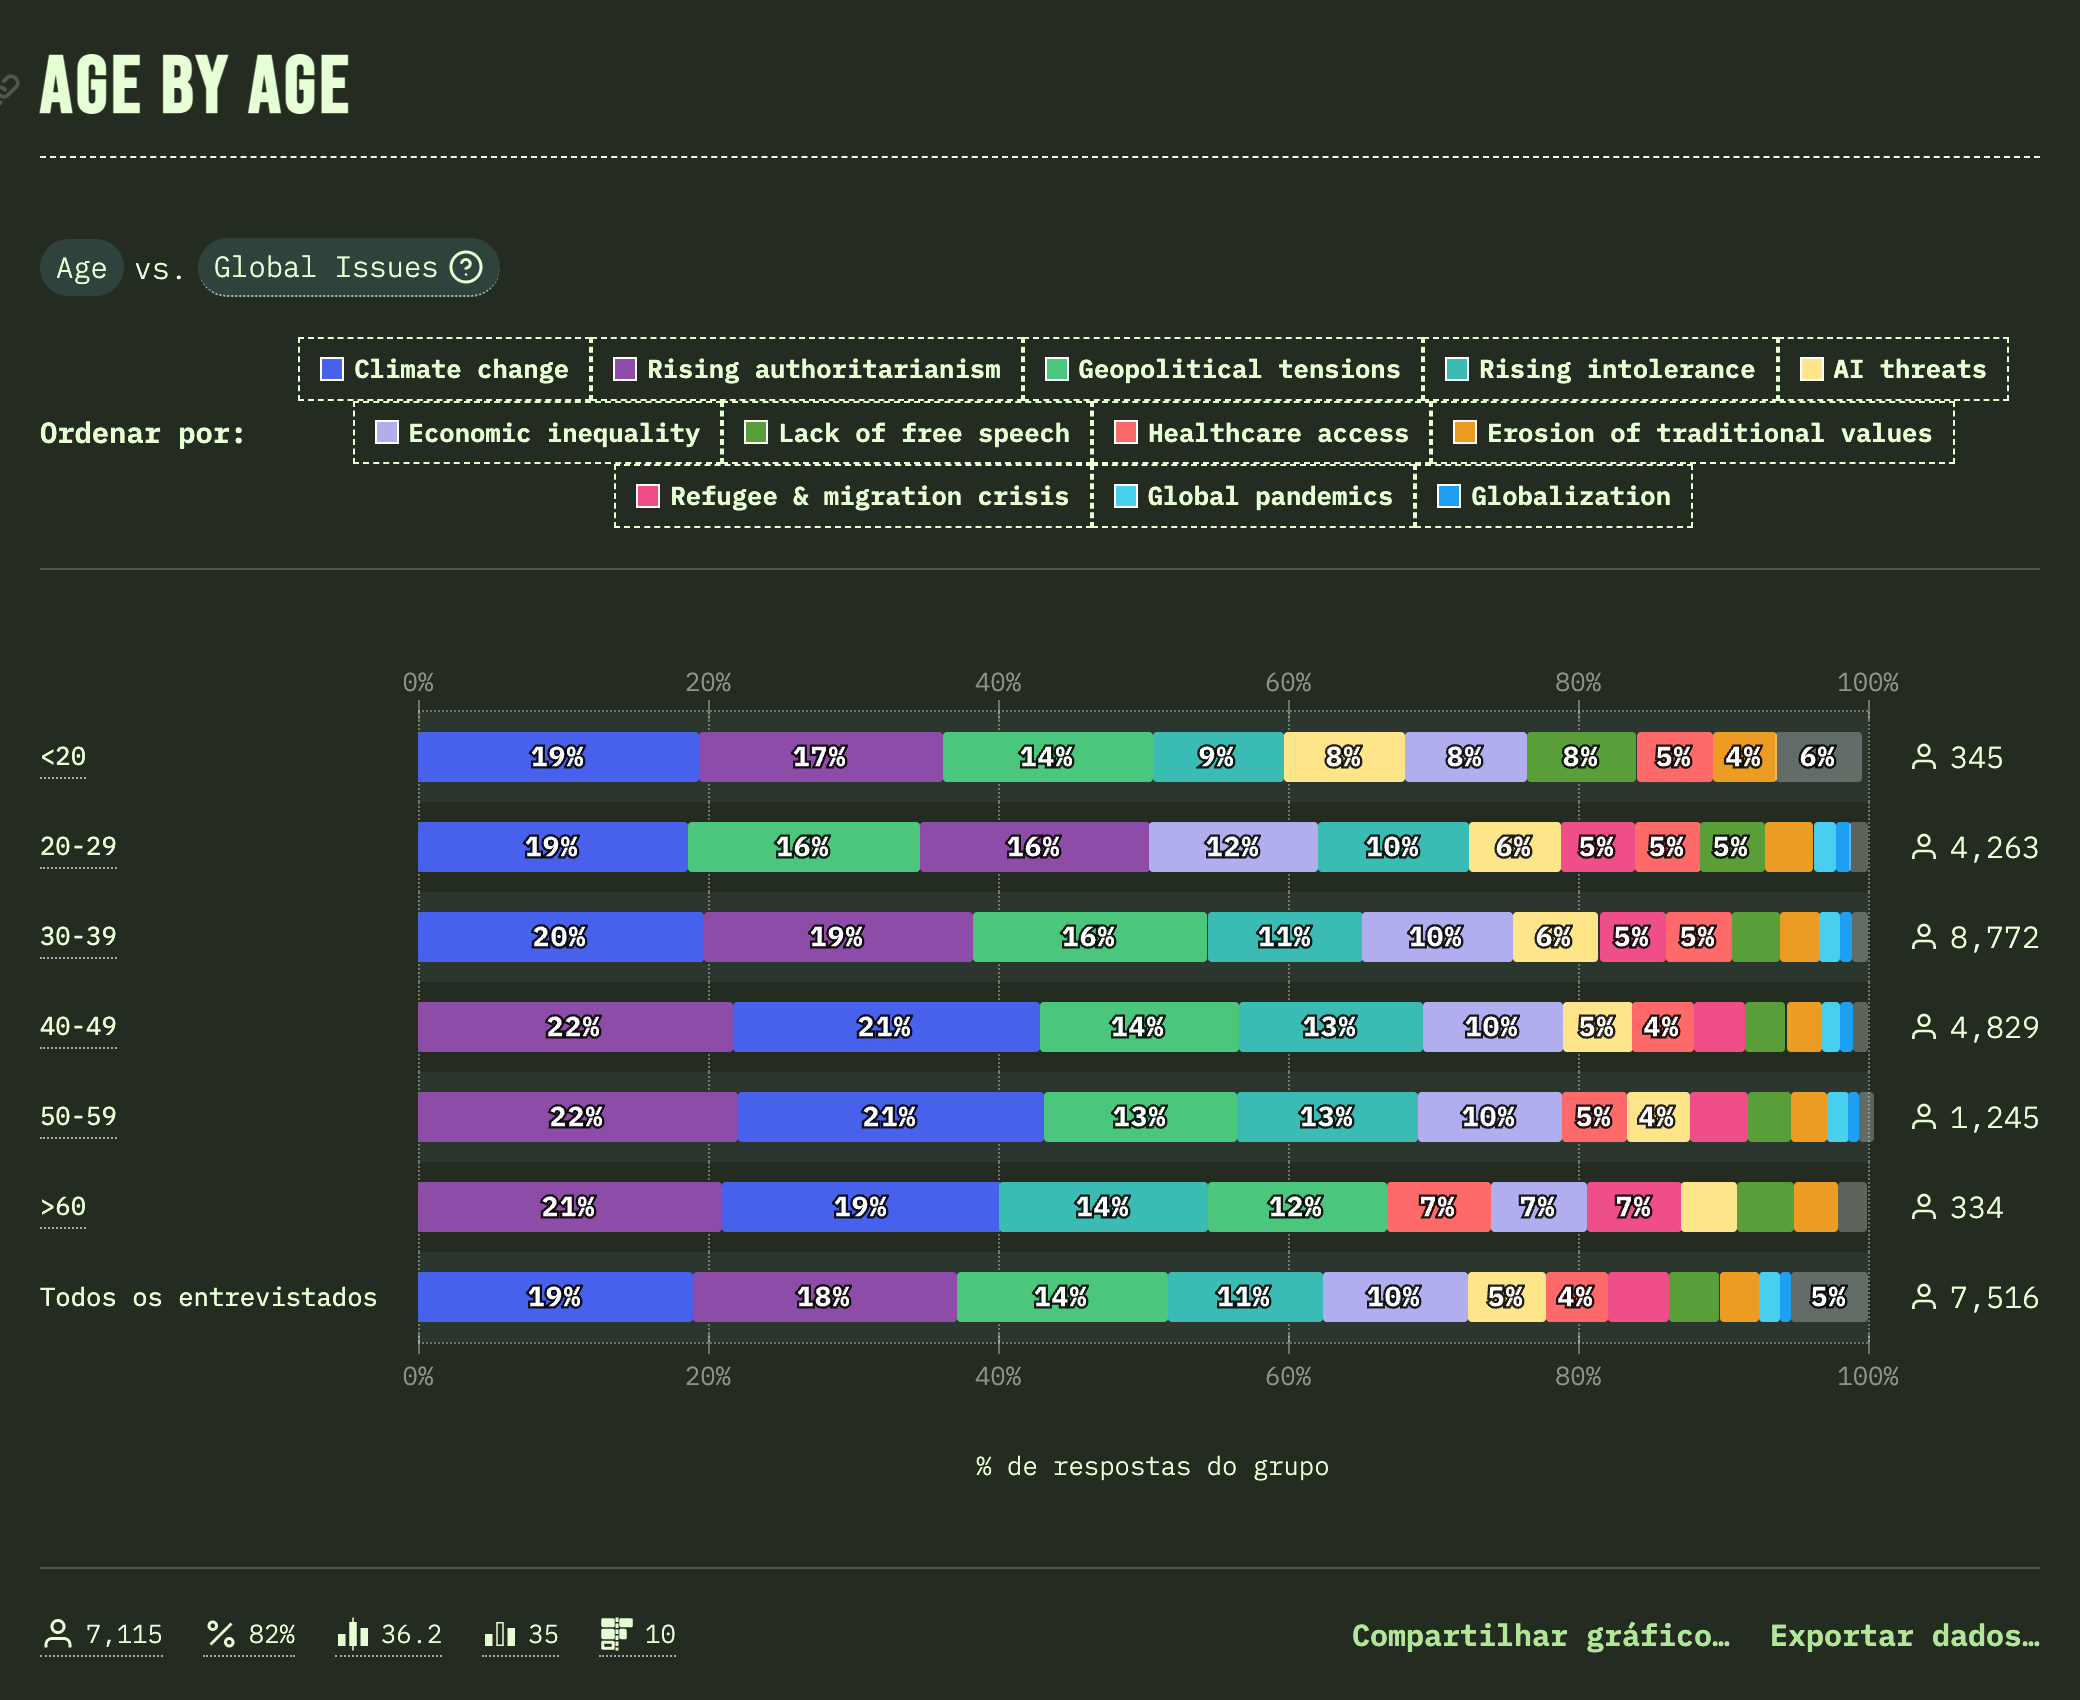 AGE BY AGE
Age vs. Global Issues
Climate change Rising authoritarianism Geopolitical tensions Rising intolerance AI threats
Ordenar por: Economic inequality Lack of free speech Healthcare access Erosion of traditional values
Refugee & migration crisis Global pandemics Globalization
0% 20% 40% 60% 80% 100%
<20 19% 17% 14% 9% 8% 8% 8% 5% 4% 6% 345
20-29 19% 16% 16% 12% 10% 6% 5% 5% 5% 4,263
30-39 20% 19% 16% 11% 10% 6% 5% 5% 8,772
40-49 22% 21% 14% 13% 10% 5% 4% 4,829
50-59 22% 21% 13% 13% 10% 5% 4% 1,245
>60 21% 19% 14% 12% 7% 7% 7% 334
Todos os entrevistados 19% 18% 14% 11% 10% 5% 4% 5% 7,516
0% 20% 40% 60% 80% 100%
% de respostas do grupo
7,115 82% 36.2 35 10 Compartilhar gráfico… Exportar dados…